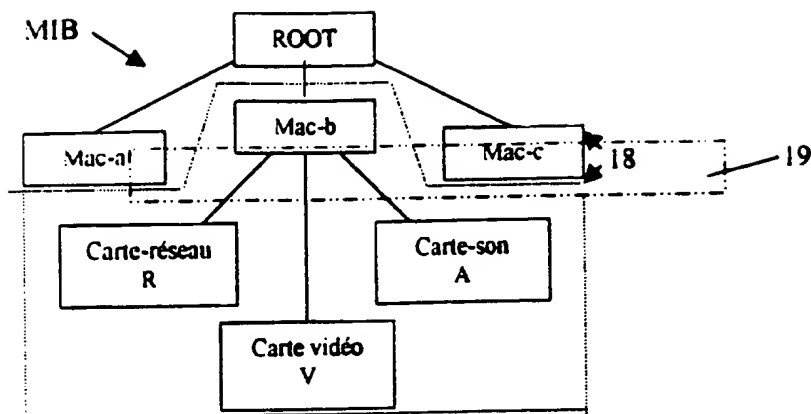 MIB
ROOT
Mac-a
Mac-b
Mac-c
18
19
Carte-réseau
R
Carte-son
A
Carte vidéo
V